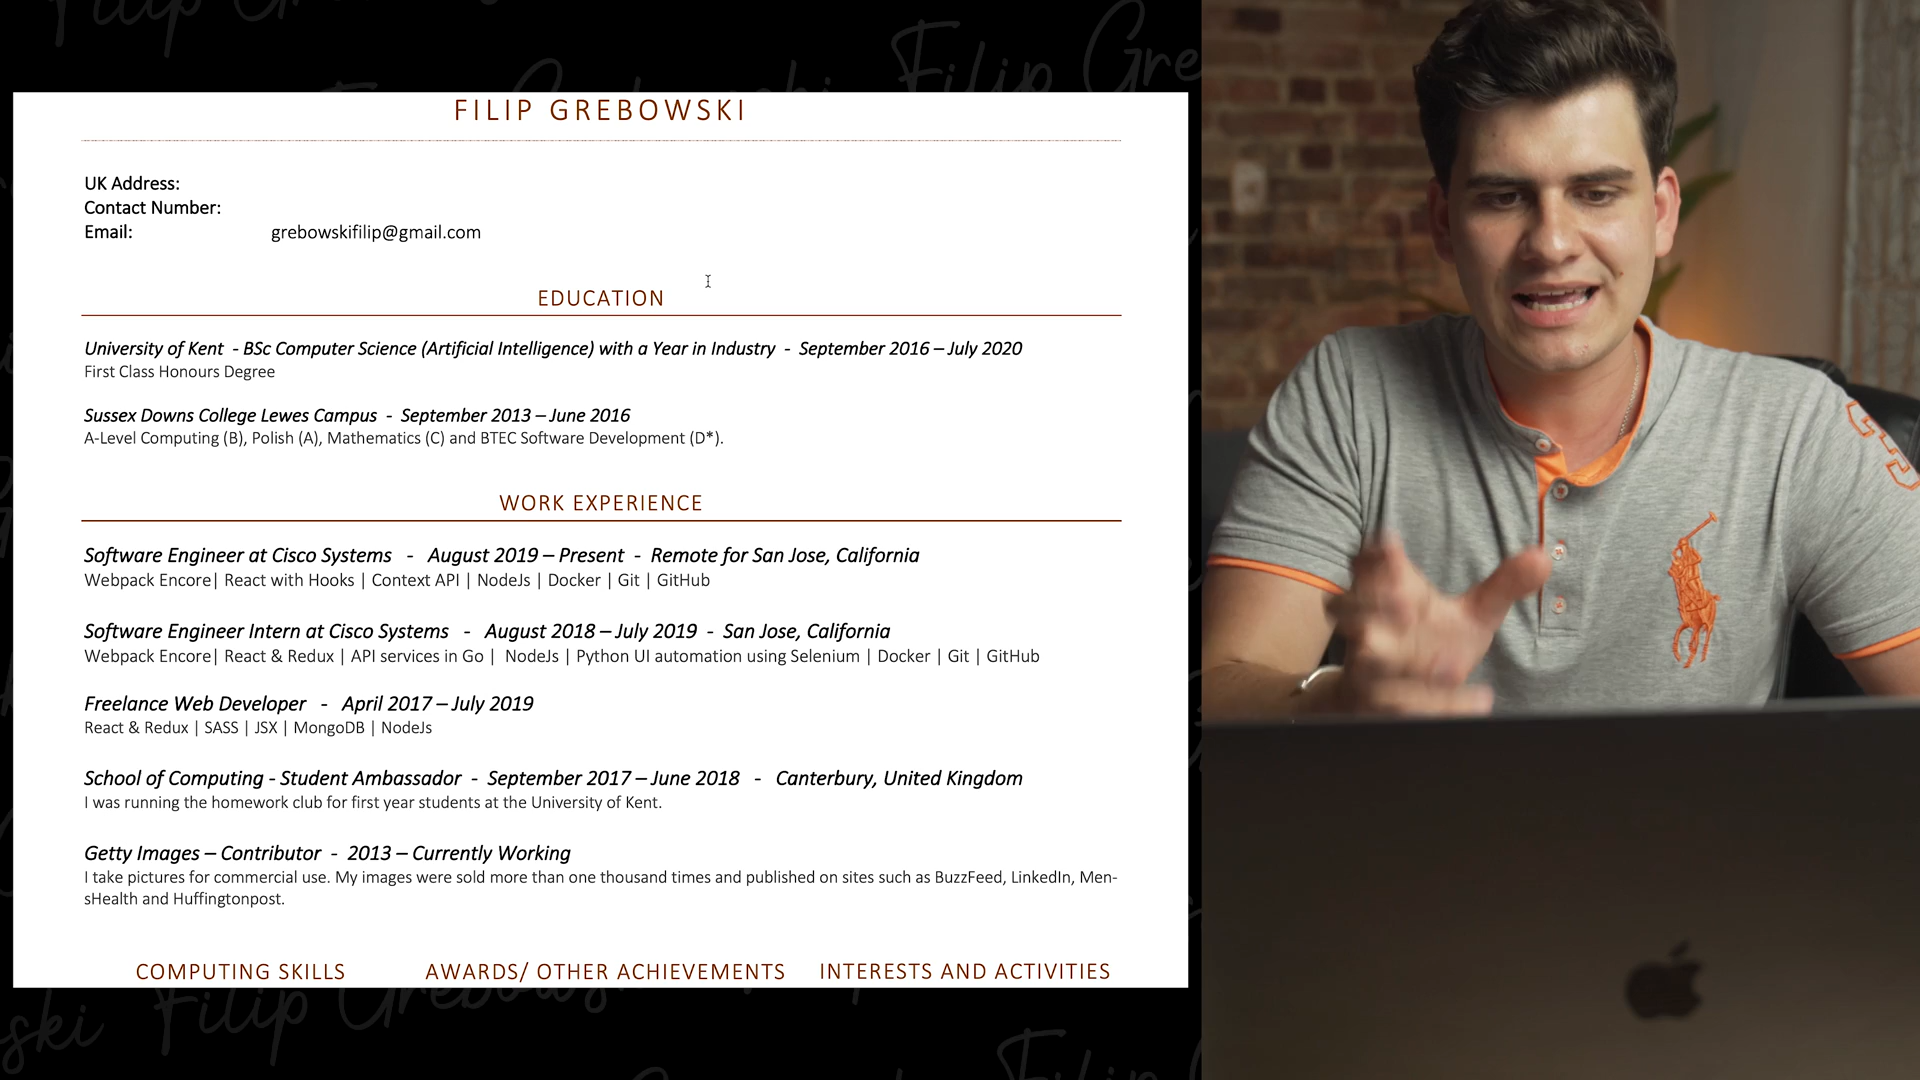 FILIP GREBOWSKI
UK Address:
Contact Number:
Email: grebowskifilip@gmail.com
EDUCATION
University of Kent - BSc Computer Science (Artificial Intelligence) with a Year in Industry - September 2016 – July 2020
First Class Honours Degree
Sussex Downs College Lewes Campus - September 2013 – June 2016
A-Level Computing (B), Polish (A), Mathematics (C) and BTEC Software Development (D*).
WORK EXPERIENCE
Software Engineer at Cisco Systems - August 2019 – Present - Remote for San Jose, California
Webpack Encore| React with Hooks | Context API | NodeJs | Docker | Git | GitHub
Software Engineer Intern at Cisco Systems - August 2018 – July 2019 - San Jose, California
Webpack Encore| React & Redux | API services in Go | NodeJs | Python UI automation using Selenium | Docker | Git | GitHub
Freelance Web Developer - April 2017 – July 2019
React & Redux | SASS | JSX | MongoDB | NodeJs
School of Computing - Student Ambassador - September 2017 – June 2018 - Canterbury, United Kingdom
I was running the homework club for first year students at the University of Kent.
Getty Images – Contributor - 2013 – Currently Working
I take pictures for commercial use. My images were sold more than one thousand times and published on sites such as BuzzFeed, LinkedIn, Men-
sHealth and Huffingtonpost.
COMPUTING SKILLS AWARDS/ OTHER ACHIEVEMENTS INTERESTS AND ACTIVITIES